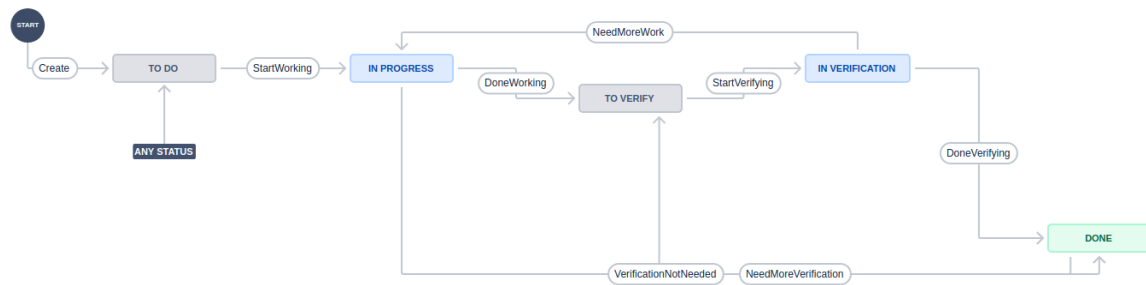 START
NeedMoreWork
Create
TO DO
StartWorking
IN PROGRESS
IN VERIFICATION
DoneWorking
StartVerifying
TO VERIFY
ANY STATUS
DoneVerifying
DONE
VerificationNotNeeded
NeedMoreVerification